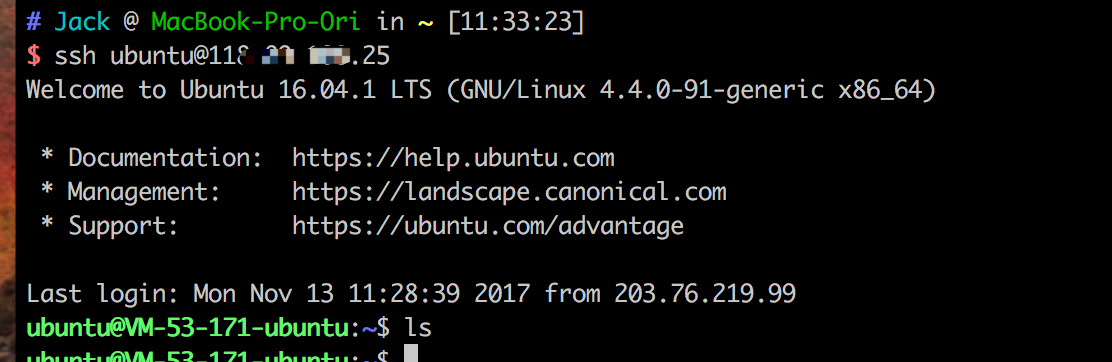 # Jack @ MacBook-Pro-Ori in ~ [11:33:23]
$ ssh .25
Welcome to Ubuntu 16.04.1 LTS (GNU/Linux 4.4.0-91-generic x86_64)
* Documentation:  https://help.ubuntu.com
* Management:     https://landscape.canonical.com
* Support:        https://ubuntu.com/advantage
Last login: Mon Nov 13 11:28:39 2017 from 203.76.219.99
ubuntu@VM-53-171-ubuntu:~$ ls
ubuntu@VM-53-171-ubuntu:~$